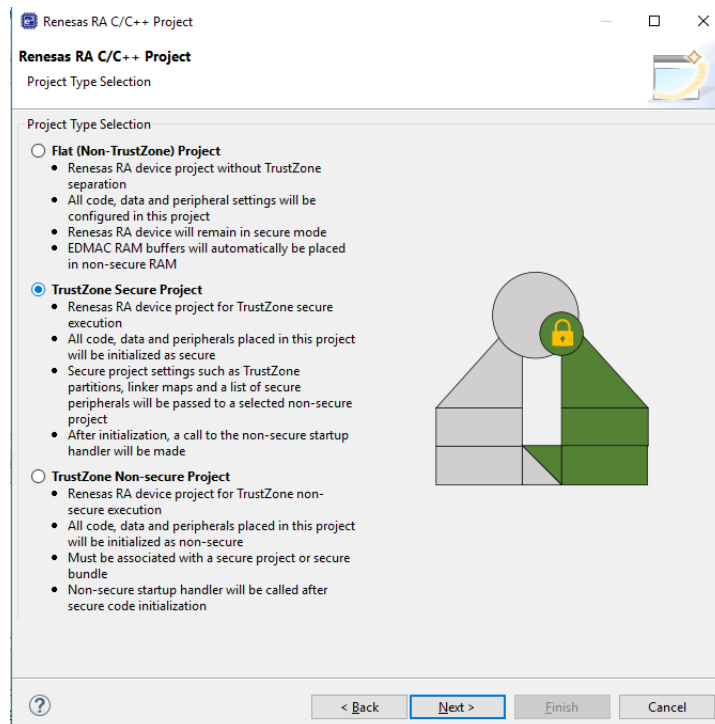 Renesas RA C/C++ Project
Renesas RA C/C++ Project
Project Type Selection
Project Type Selection
Flat (Non-TrustZone) Project
• Renesas RA device project without TrustZone
separation
• All code, data and peripheral settings will be
configured in this project
• Renesas RA device will remain in secure mode
• EDMAC RAM buffers will automatically be placed
in non-secure RAM
TrustZone Secure Project
• Renesas RA device project for TrustZone secure
execution
• All code, data and peripherals placed in this project
will be initialized as secure
• Secure project settings such as TrustZone
partitions, linker maps and a list of secure
peripherals will be passed to a selected non-secure
project
• After initialization, a call to the non-secure startup
handler will be made
TrustZone Non-secure Project
• Renesas RA device project for TrustZone non-
secure execution
• All code, data and peripherals placed in this project
will be initialized as non-secure
• Must be associated with a secure project or secure
bundle
• Non-secure startup handler will be called after
secure code initialization
?
< Back
Next >
Finish
Cancel